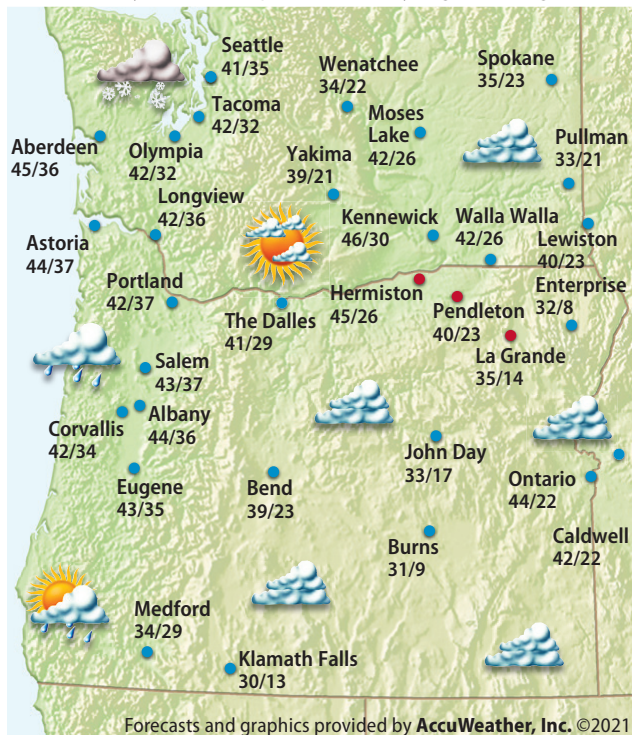 Seattle
41/35
Wenatchee
34/22
Spokane
35/23
Tacoma
42/32
Moses
Lake
42/26
Aberdeen
45/36
Olympia
42/32
Yakima
39/21
Pullman
33/21
Longview
42/36
Kennewick
46/30
Walla Walla
42/26
Lewiston
40/23
Astoria
44/37
Portland
42/37
The Dalles
41/29
Hermiston
45/26
Pendleton
40/23
Enterprise
32/8
La Grande
35/14
Salem
43/37
Albany
44/36
Corvallis
42/34
John Day
33/17
Ontario
44/22
Eugene
43/35
Bend
39/23
Caldwell
42/22
Burns
31/9
Medford
34/29
Klamath Falls
30/13
Forecasts and graphics provided by AccuWeather, Inc. ©2021